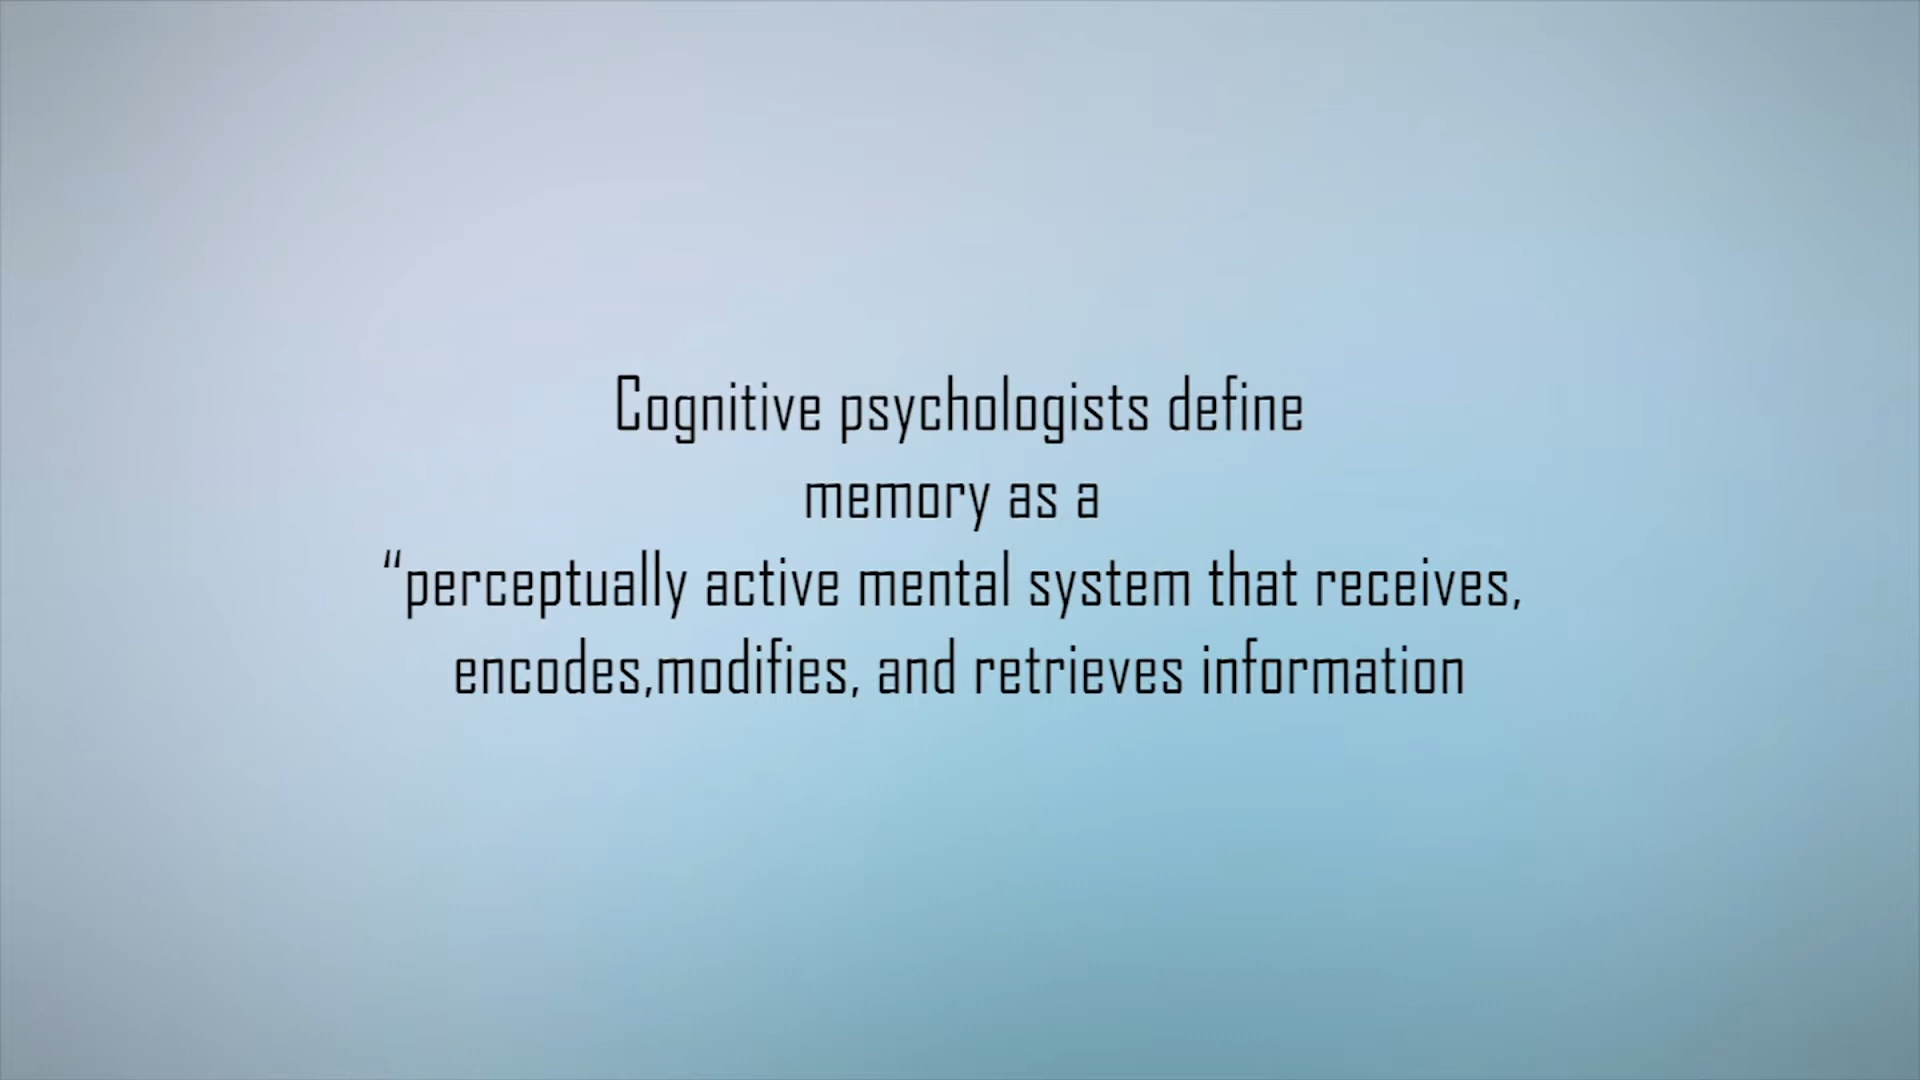 Cognitive psychologists define
memory as a
“perceptually active mental system that receives,
encodes,modifies, and retrieves information